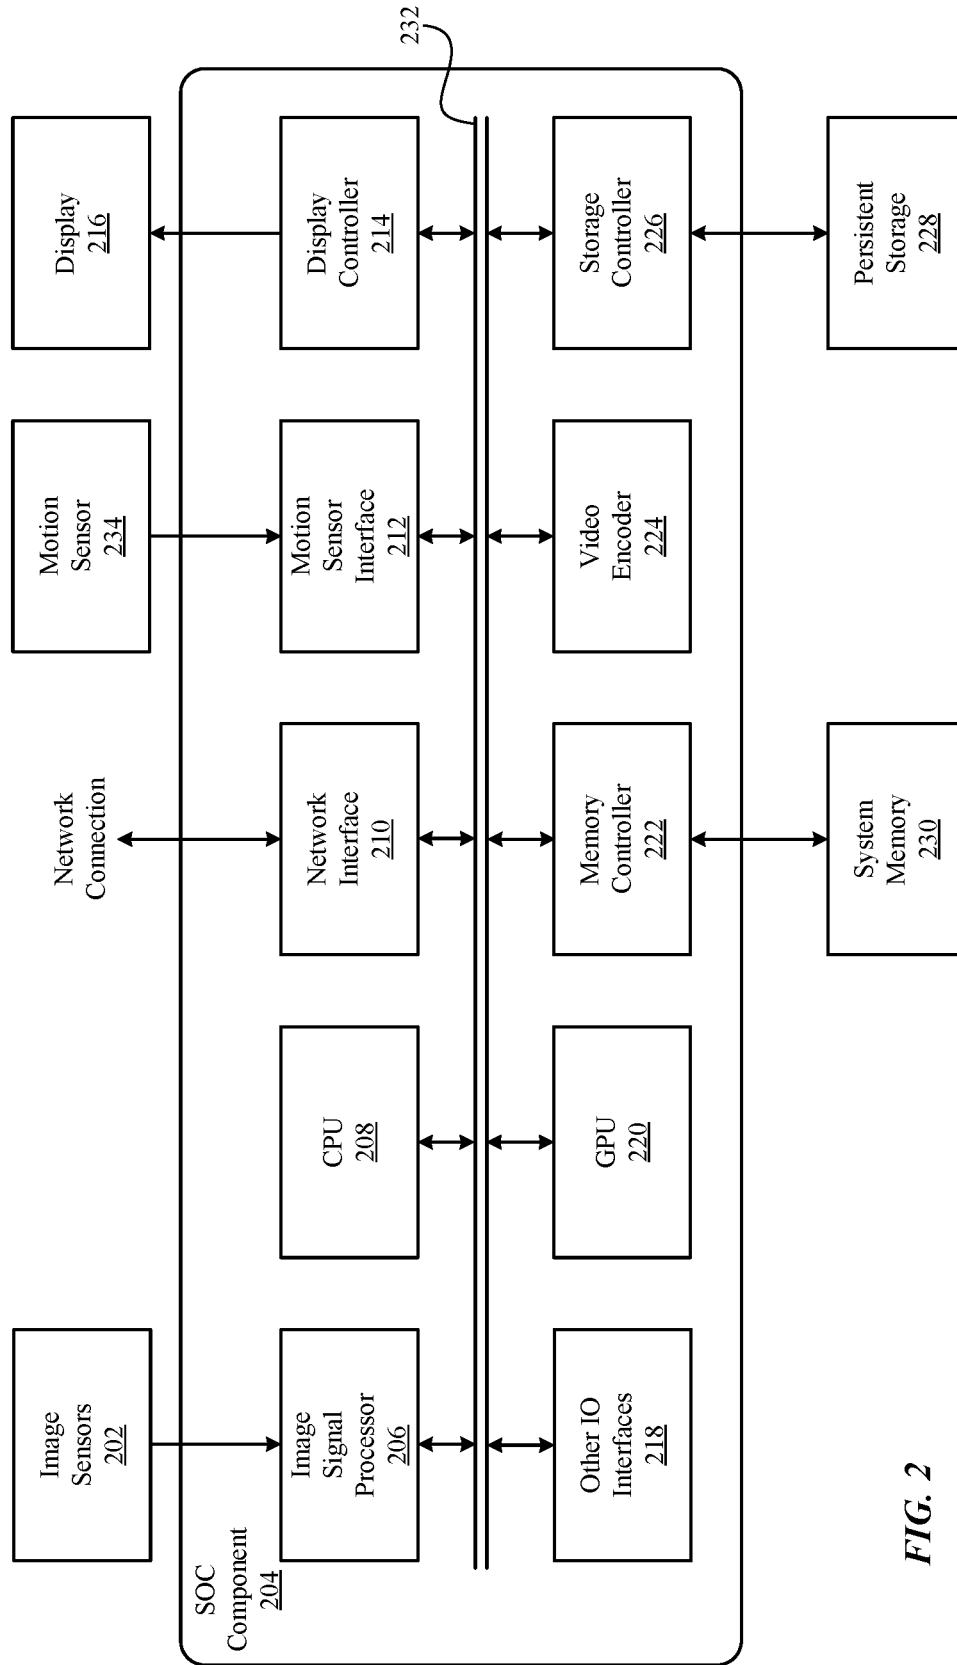 Image
Sensors
202
Network
Connection
Motion
Sensor
234
Display
216
SOC
Component
204
Image
Signal
Processor
206
CPU
208
Network
Interface
210
Motion
Sensor
Interface
212
Display
Controller
214
232
Other IO
Interfaces
218
GPU
220
Memory
Controller
222
Video
Encoder
224
Storage
Controller
226
System
Memory
230
Persistent
Storage
228
FIG. 2